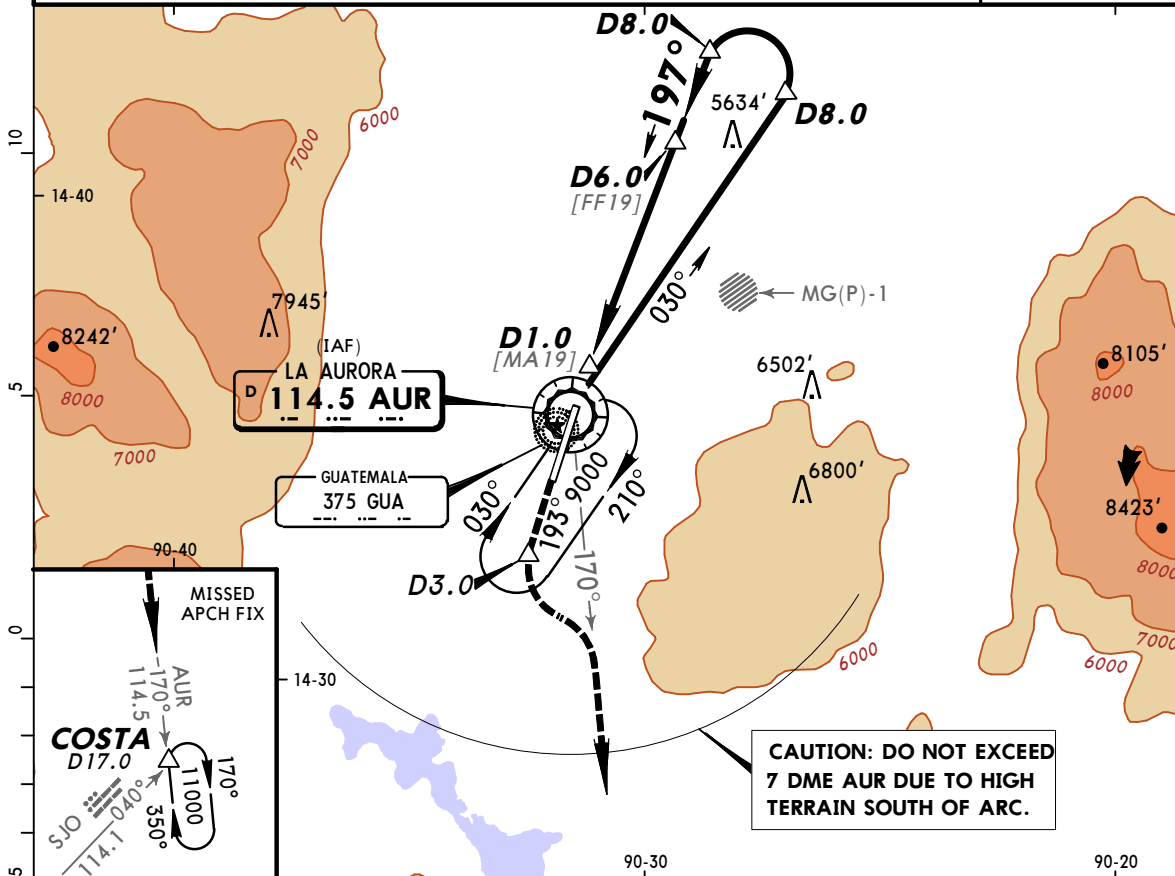 D8.0
197°
5634'
D8.0
6000
7000
10
D6.0
[FF19]
14-40
030°
MG(P)-1
7945'
8242'
D1.0
[MA19]
(IAF)
LA AURORA
D 114.5 AUR
6502'
8105'
5
8000
8000
7000
GUATEMALA
375 GUA
9000
030°
193°
210°
6800'
8423'
90-40
170°
8000
D3.0
MISSED
APCH FIX
0
7000
6000
6000
14-30
AUR
170°
114.5
COSTA
D17.0
170°
11000
350°
040°
SJO
114.1
CAUTION: DO NOT EXCEED
7 DME AUR DUE TO HIGH
TERRAIN SOUTH OF ARC.
90-30
90-20
5